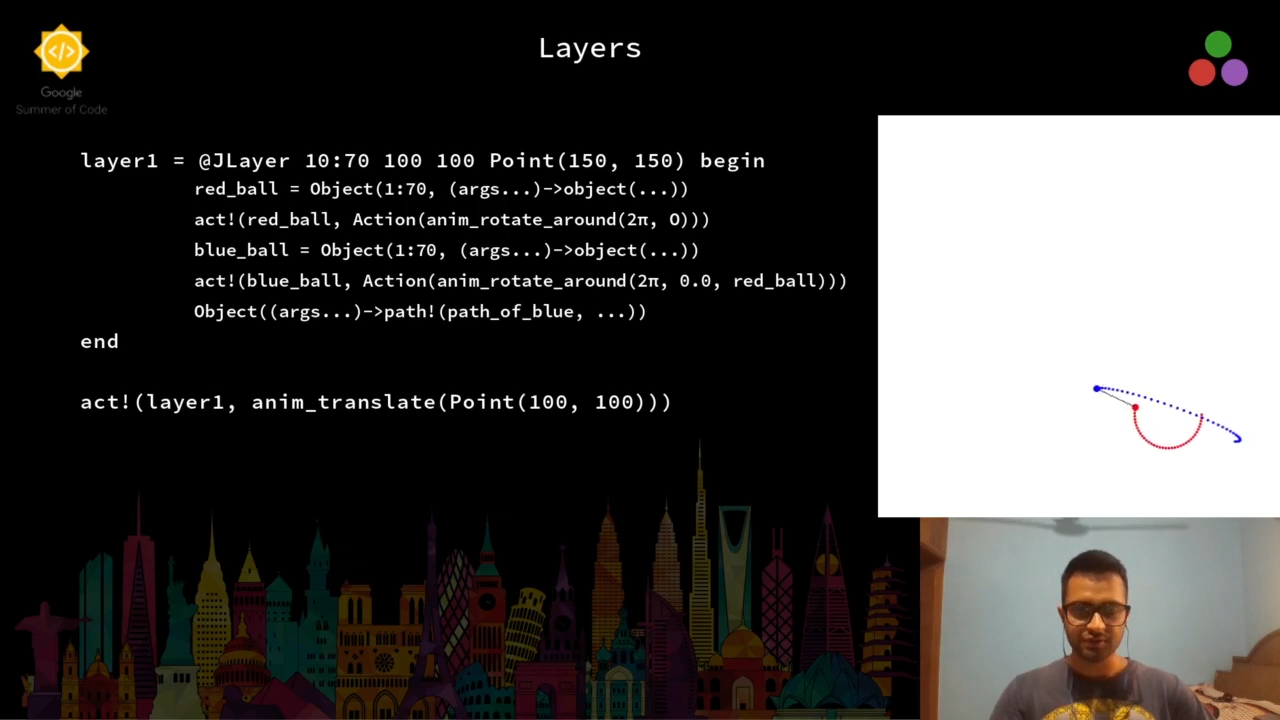 Layers
</>
Google
Summer of Code
layer1 = @JLayer 10:70 100 100 Point(150, 150) begin
red_ball = Object(1:70, (args...)->object(...))
act!(red_ball, Action(anim_rotate_around(2π, O)))
blue_ball = Object(1:70, (args...)->object(...))
act!(blue_ball, Action(anim_rotate_around(2π, 0.0, red_ball)))
Object((args...)->path!(path_of_blue, ...))
end
act!(layer1, anim_translate(Point(100, 100)))